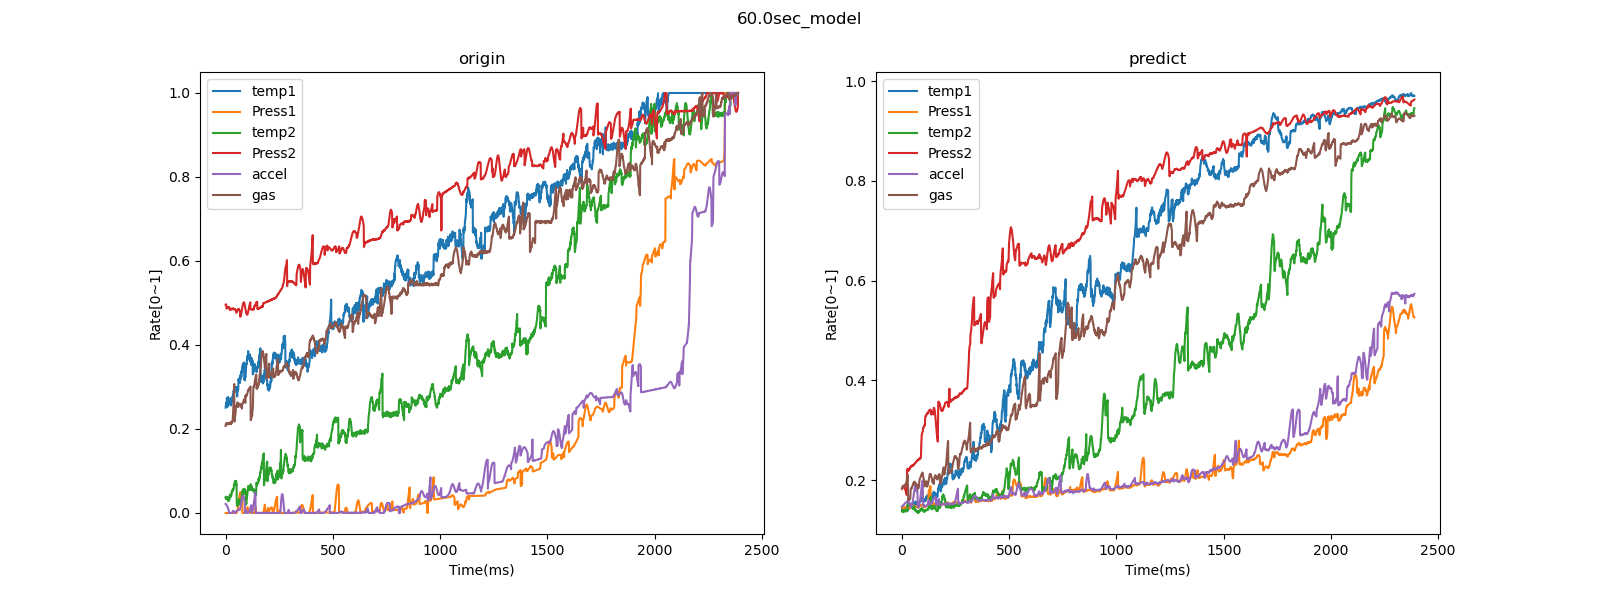 60.0sec_model
origin
1.0
0.8
0.6
0.4
0.2
0.0
Rate[0~1]
temp1
Press1
temp2
Press2
accel
gas
0
500
1000
1500
2000
2500
Time(ms)
predict
1.0
0.8
0.6
0.4
0.2
Rate[0~1]
temp1
Press1
temp2
Press2
accel
gas
0
500
1000
1500
2000
2500
Time(ms)